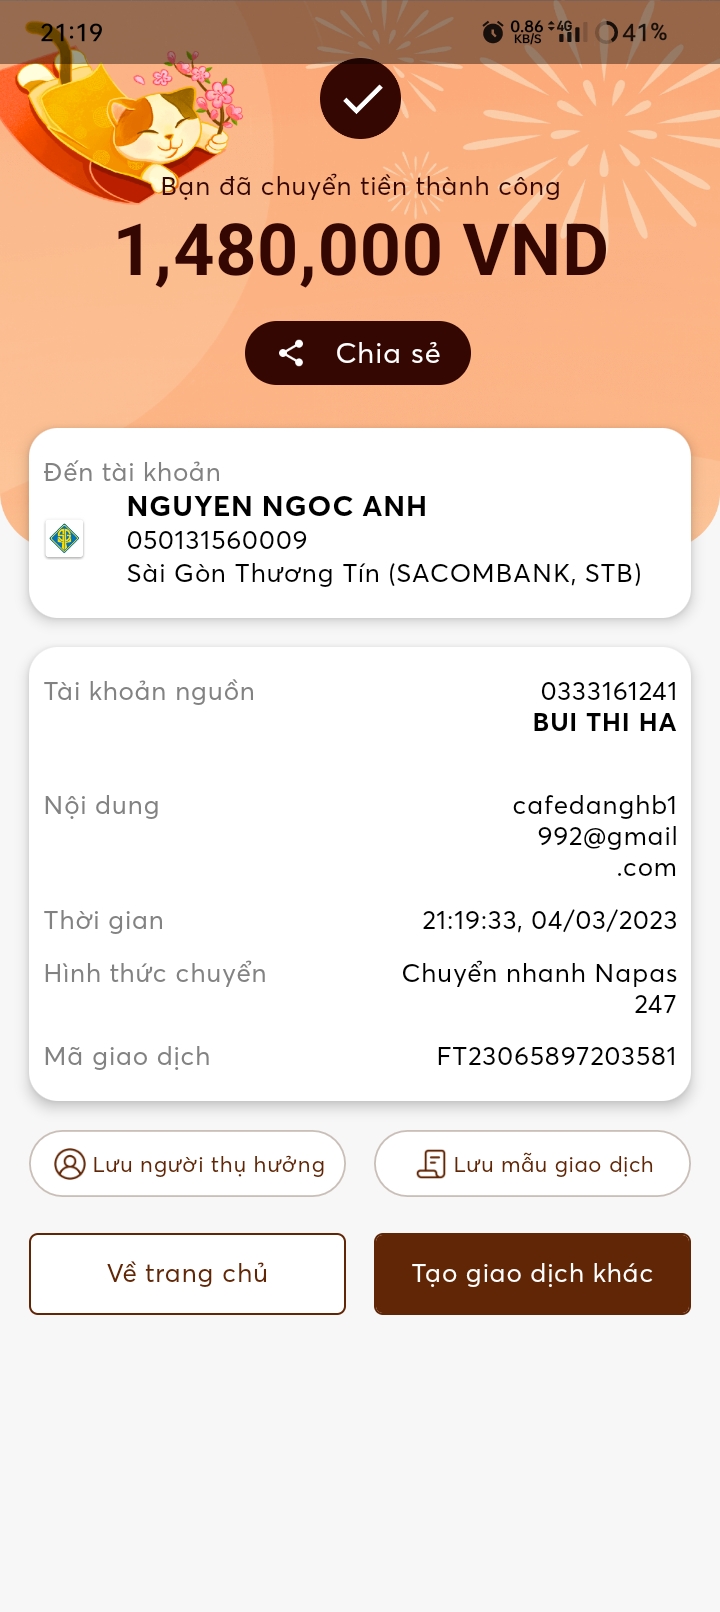 21:19
0.86 KB/S 4G 41%
Bạn đã chuyển tiền thành công
1,480,000 VND
Chia sẻ
Đến tài khoản
NGUYEN NGOC ANH
050131560009
Sài Gòn Thương Tín (SACOMBANK, STB)
Tài khoản nguồn 0333161241
BUI THI HA
Nội dung cafedanghb1
992@gmail
.com
Thời gian 21:19:33, 04/03/2023
Hình thức chuyển Chuyển nhanh Napas
247
Mã giao dịch FT23065897203581
Lưu người thụ hưởng Lưu mẫu giao dịch
Về trang chủ Tạo giao dịch khác